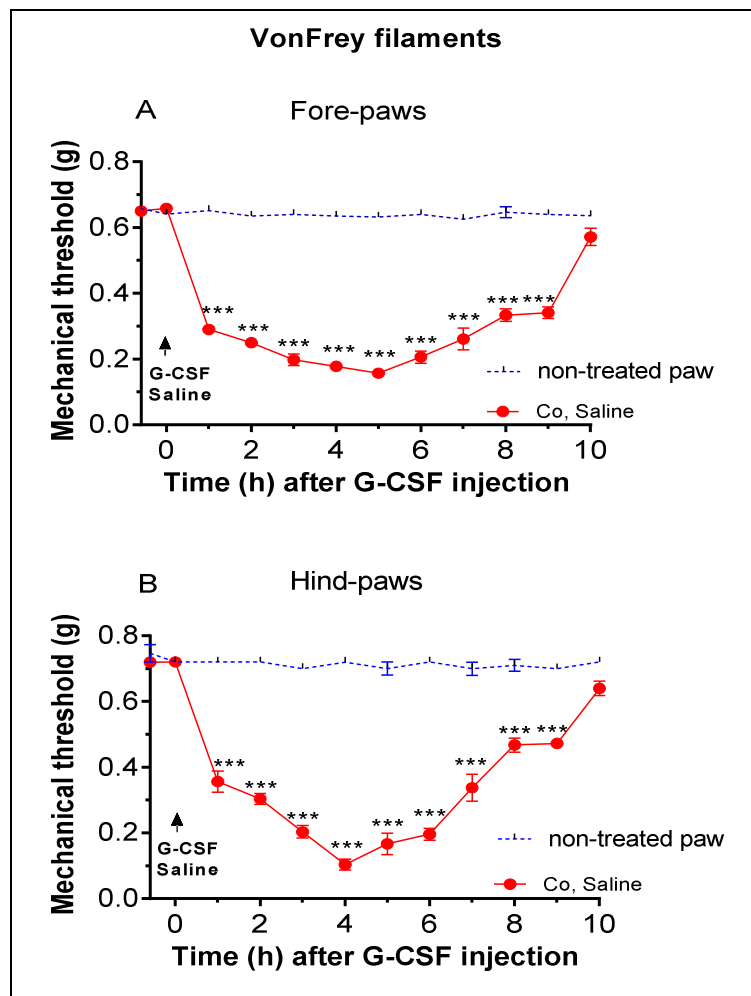 VonFrey filaments
A
Fore-paws
Mechanical threshold (g)
0.8
0.6
0.4
0.2
0.0
***
***
***
***
***
***
***
***
***
G-CSF
Saline
non-treated paw
Co, Saline
0 2 4 6 8 10
Time (h) after G-CSF injection
B
Hind-paws
Mechanical threshold (g)
0.8
0.6
0.4
0.2
0.0
***
***
***
***
***
***
***
***
***
G-CSF
Saline
non-treated paw
Co, Saline
0 2 4 6 8 10
Time (h) after G-CSF injection